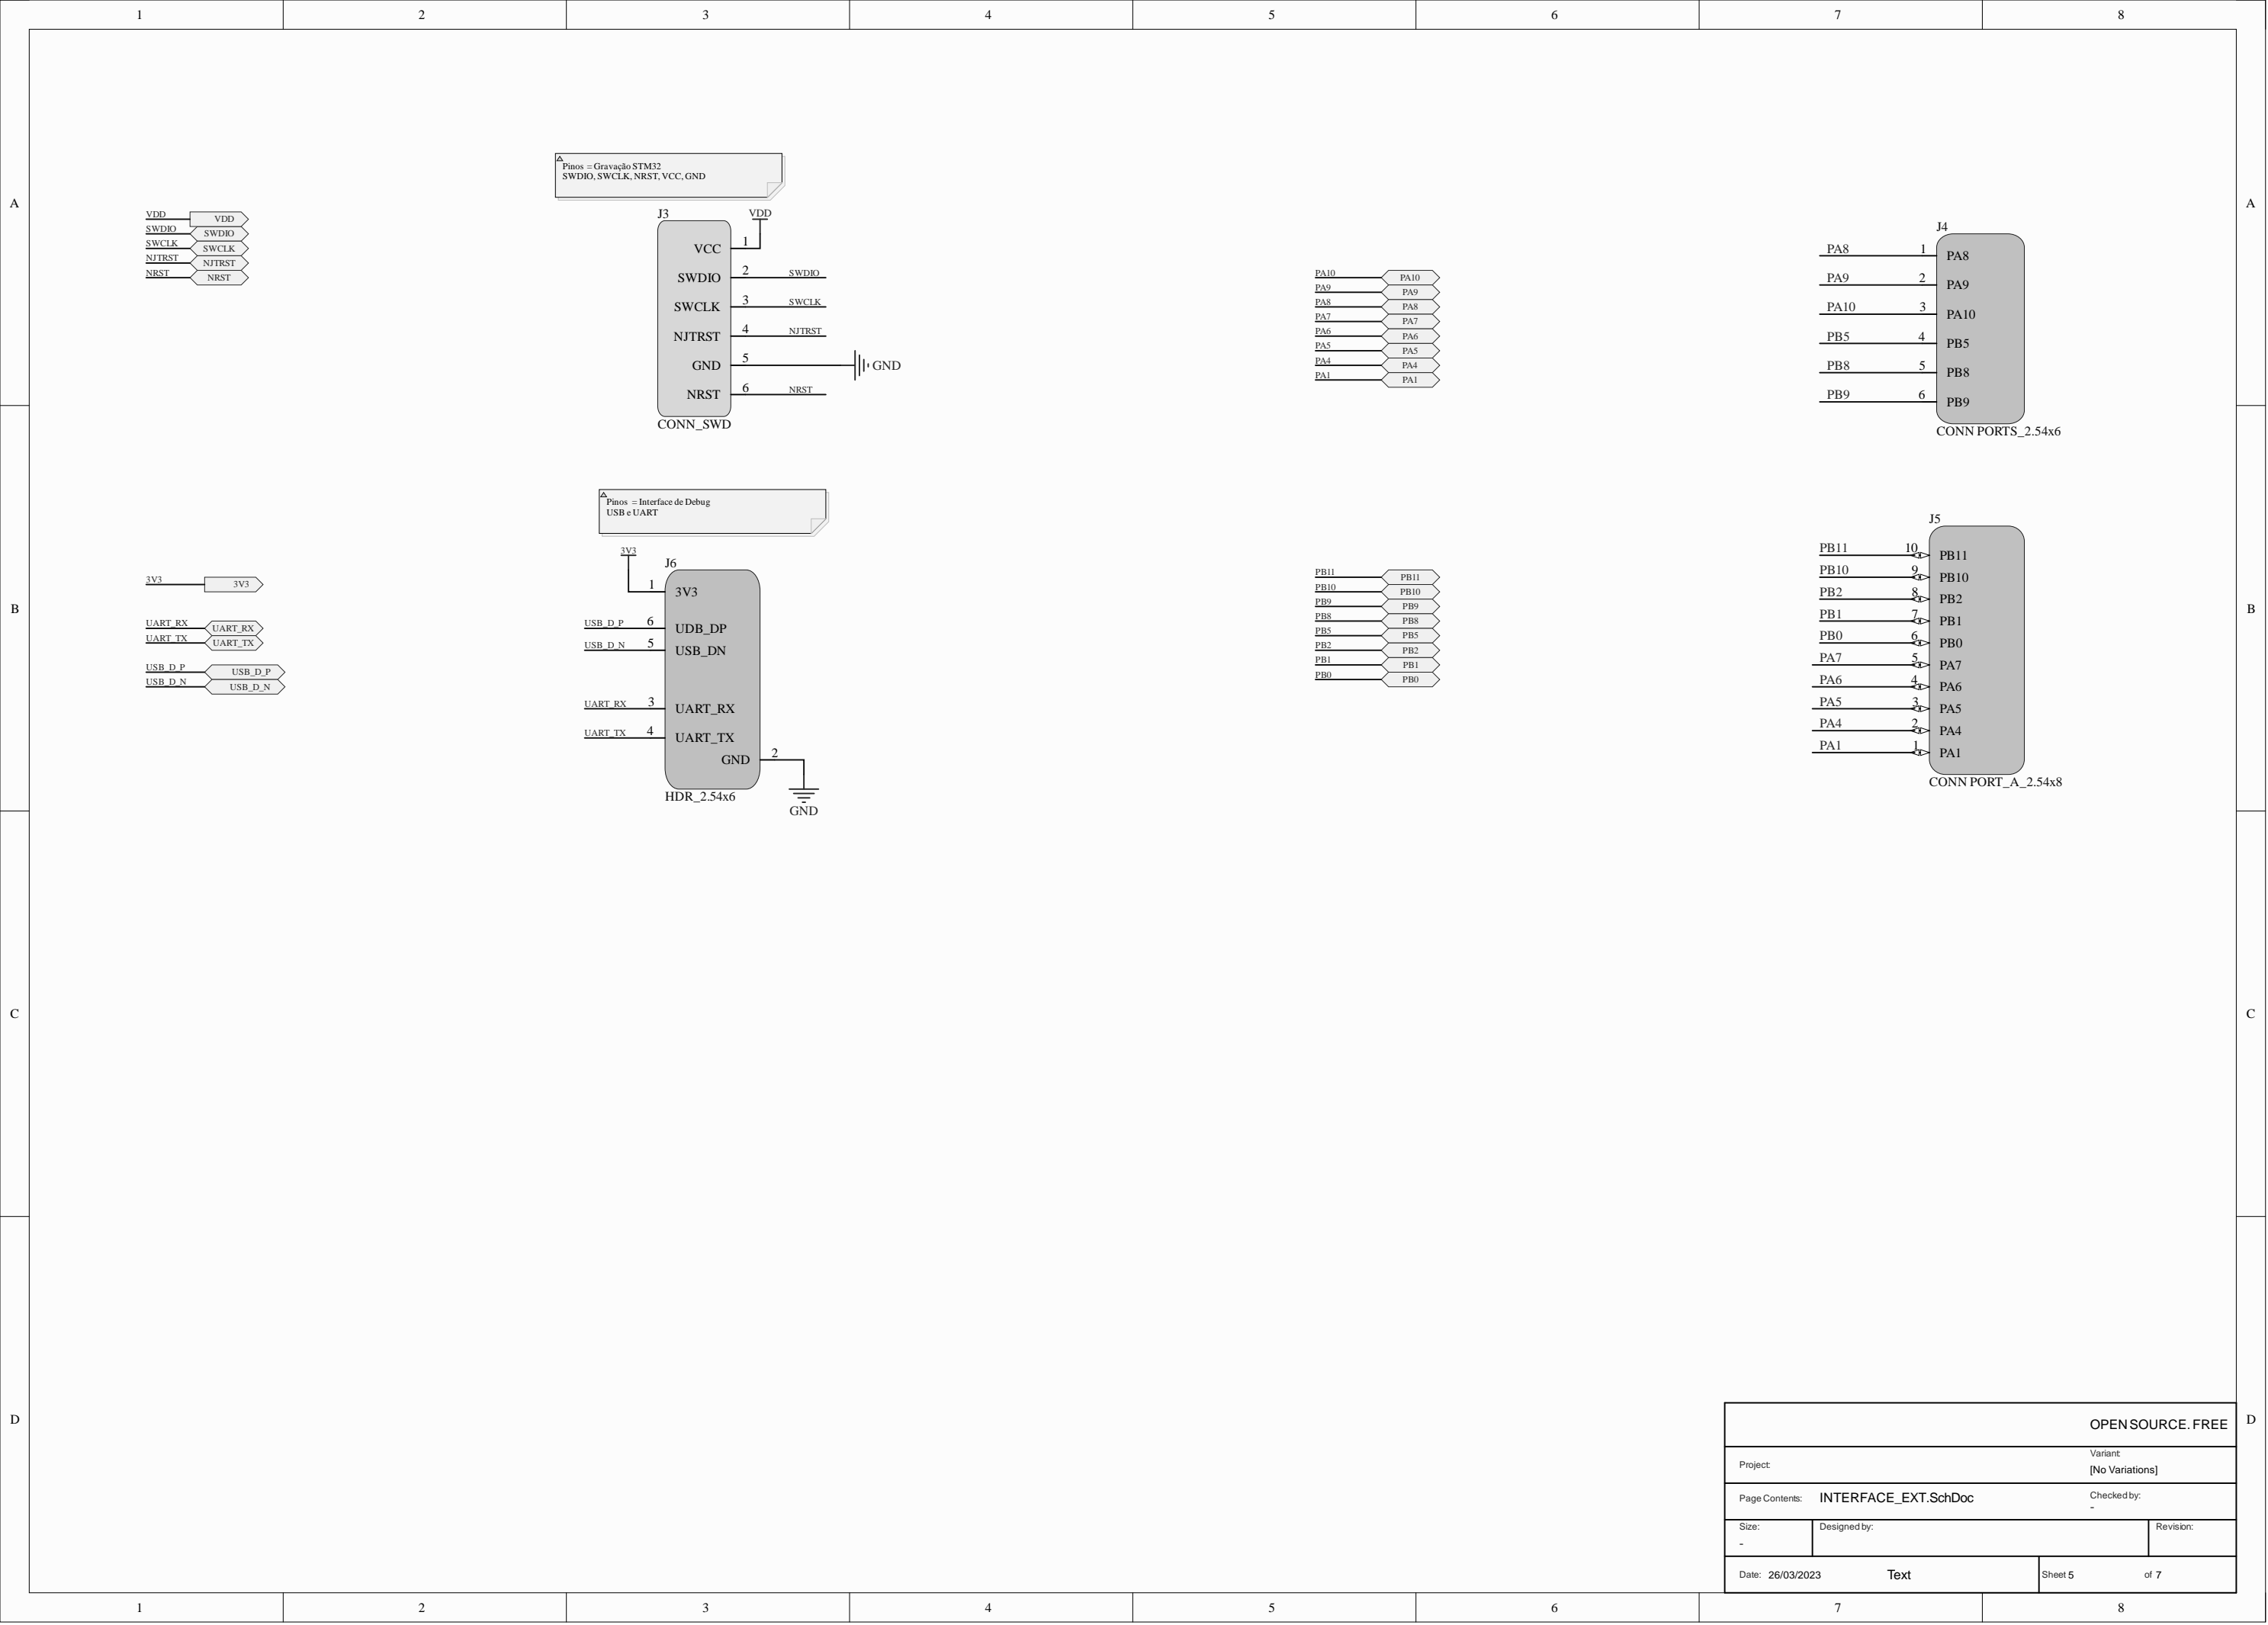 1 2 3 4 5 6 7 8
A
A
Pinos = Gravação STM32
SWDIO, SWCLK, NRST, VCC, GND
VDD VDD
SWDIO SWDIO
SWCLK SWCLK
NJTRST NJTRST
NRST NRST
J3
VDD
VCC 1
SWDIO 2 SWDIO
SWCLK 3 SWCLK
NJTRST 4 NJTRST
GND 5 GND
NRST 6 NRST
CONN_SWD
PA10 PA10
PA9 PA9
PA8 PA8
PA7 PA7
PA6 PA6
PA5 PA5
PA4 PA4
PA1 PA1
J4
PA8 1 PA8
PA9 2 PA9
PA10 3 PA10
PB5 4 PB5
PB8 5 PB8
PB9 6 PB9
CONN PORTS_2.54x6
B
B
Pinos = Interface de Debug
USB e UART
3V3 3V3
UART_RX UART_RX
UART_TX UART_TX
USB_D_P USB_D_P
USB_D_N USB_D_N
3V3
J6
1 3V3
USB_D_P 6 UDB_DP
USB_D_N 5 USB_DN
UART_RX 3 UART_RX
UART_TX 4 UART_TX
GND 2
HDR_2.54x6
GND
PB11 PB11
PB10 PB10
PB9 PB9
PB8 PB8
PB5 PB5
PB2 PB2
PB1 PB1
PB0 PB0
J5
PB11 10 PB11
PB10 9 PB10
PB2 8 PB2
PB1 7 PB1
PB0 6 PB0
PA7 5 PA7
PA6 4 PA6
PA5 3 PA5
PA4 2 PA4
PA1 1 PA1
CONN PORT_A_2.54x8
C
C
D
D
OPEN SOURCE. FREE
Project:
Variant:
[No Variations]
Page Contents: INTERFACE_EXT.SchDoc
Checked by:
-
Size:
-
Designed by:
Revision:
Date: 26/03/2023 Text Sheet 5 of 7
1 2 3 4 5 6 7 8